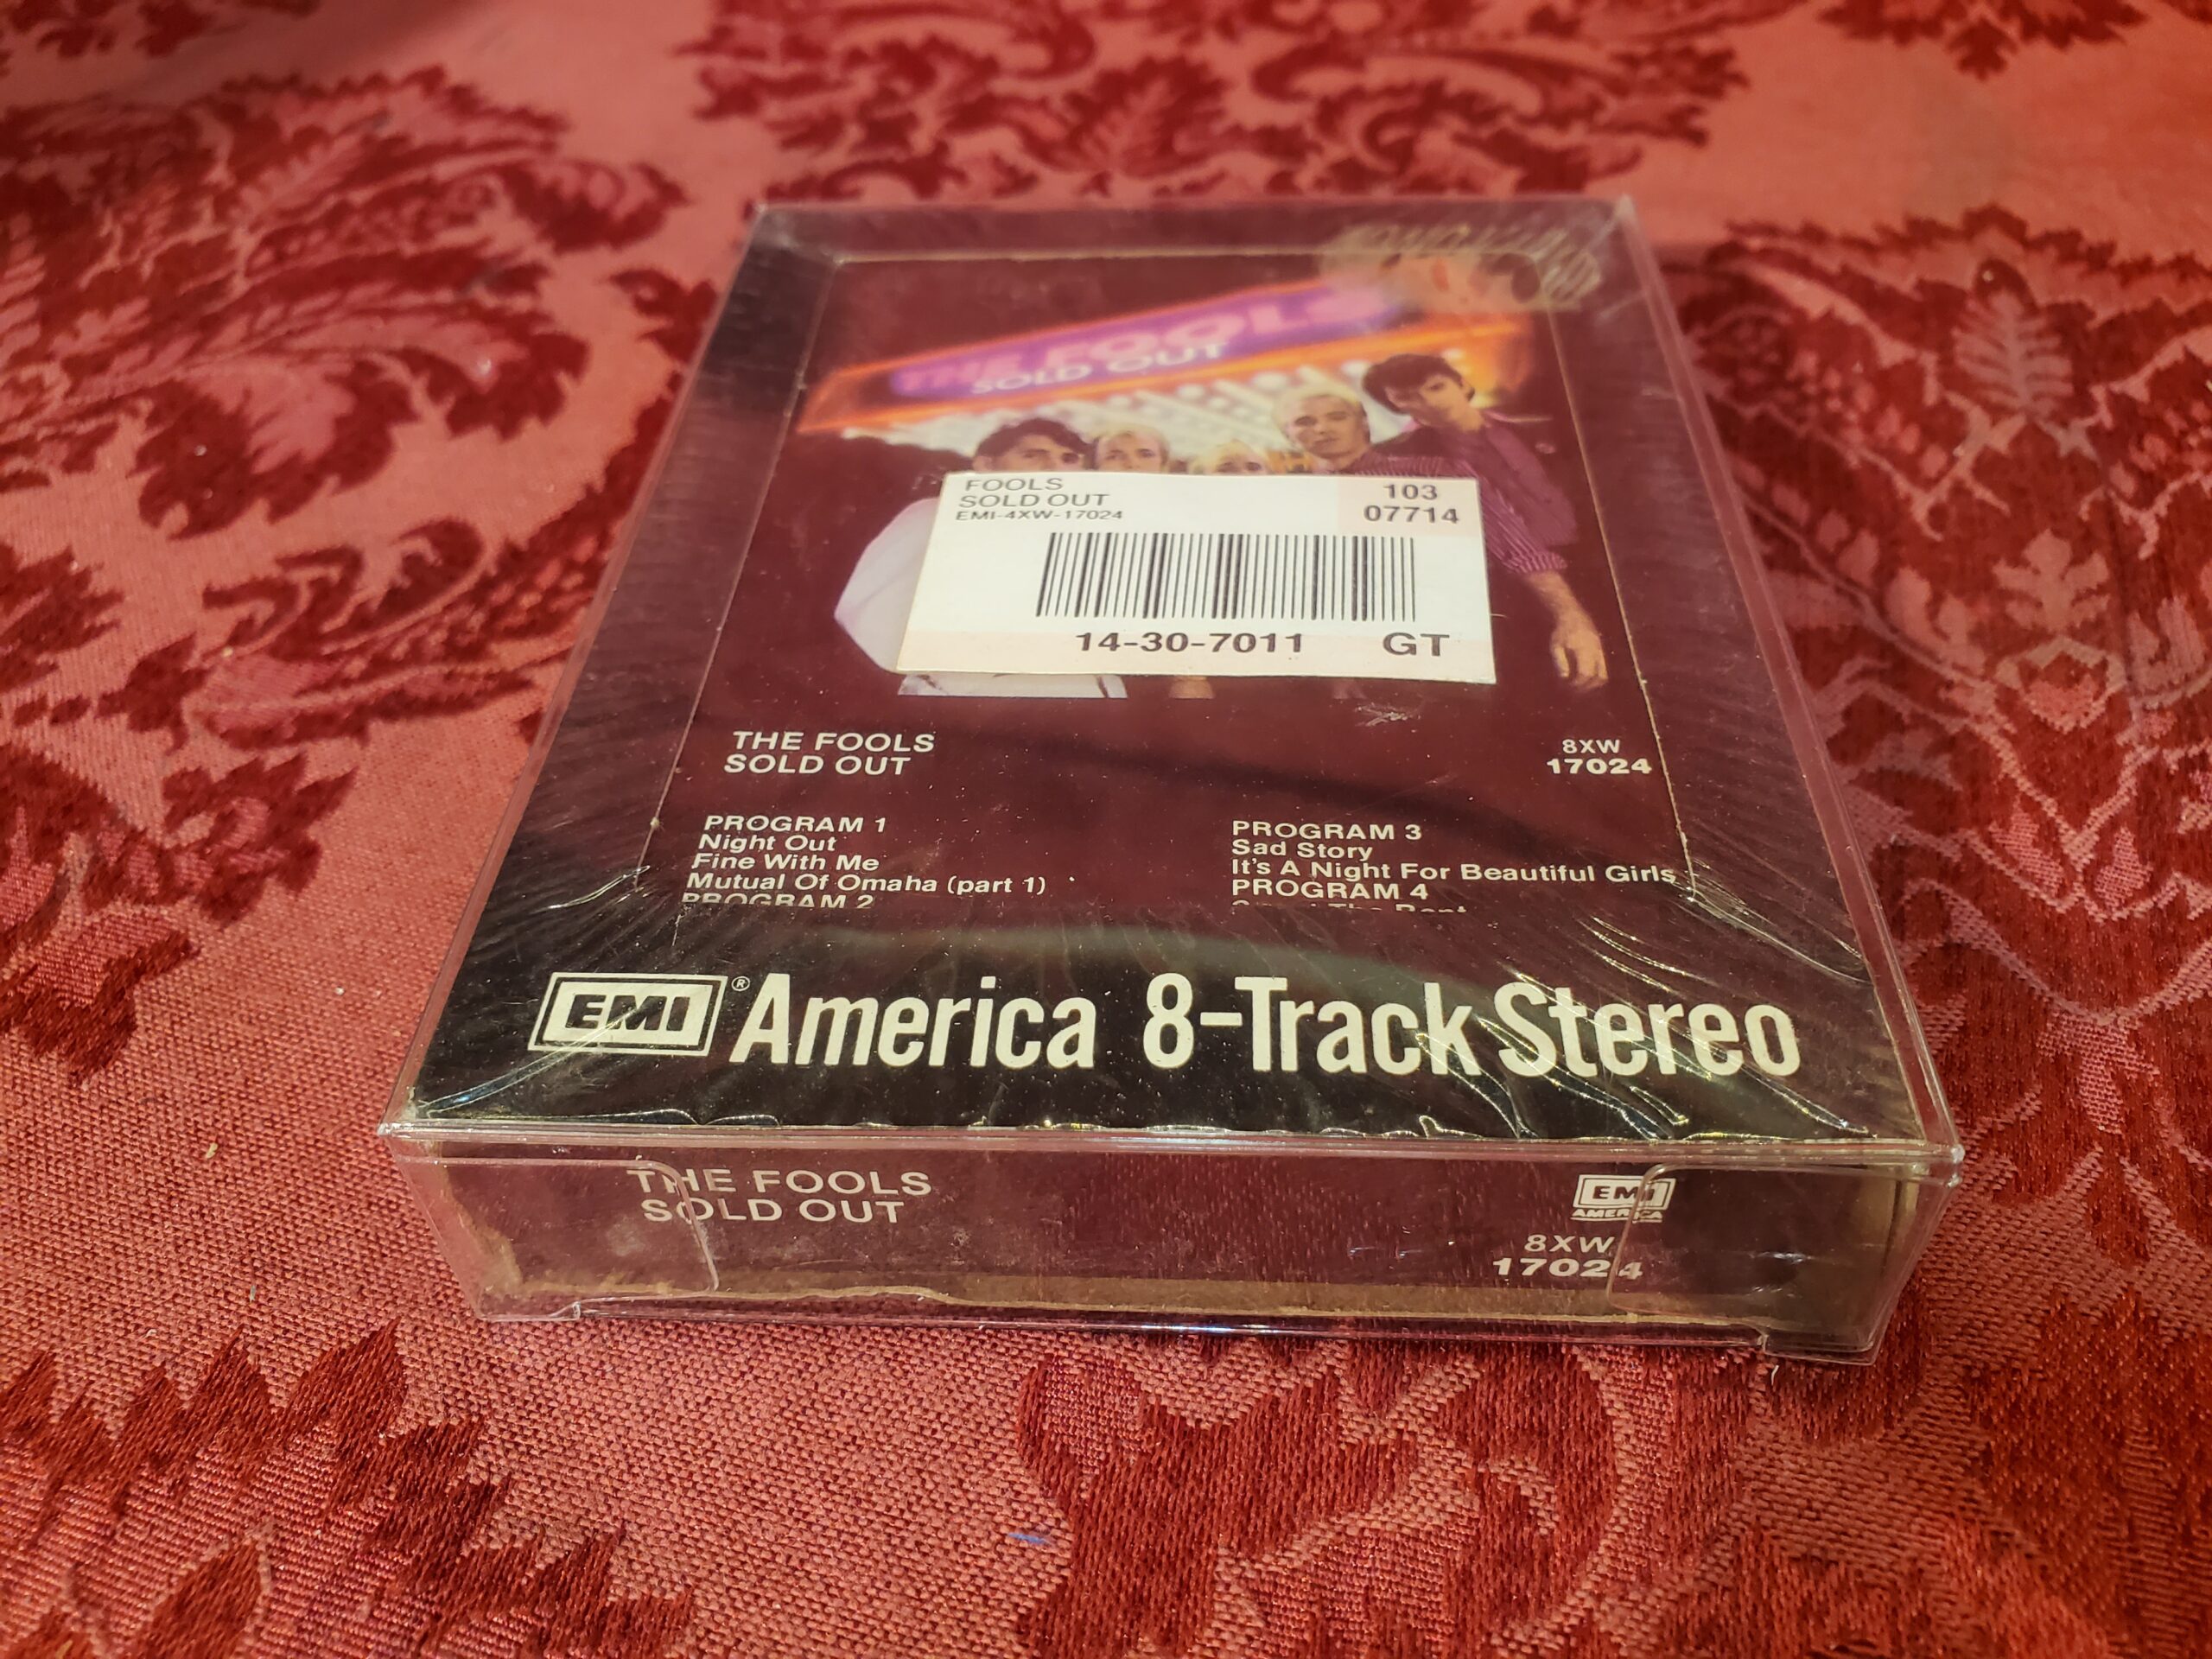 THE FOOLS
SOLD OUT
FOOLS
SOLD OUT
EMI-4XW-17024
103
07714
14-30-7011 GT
THE FOOLS
SOLD OUT
8XW
17024
PROGRAM 1
Night Out
Fine With Me
Mutual Of Omaha (part 1)
PROGRAM 2
PROGRAM 3
Sad Story
It's A Night For Beautiful Girls
PROGRAM 4
EMI® America 8-Track Stereo
THE FOOLS
SOLD OUT
EMI
AMERICA
8XW
17024